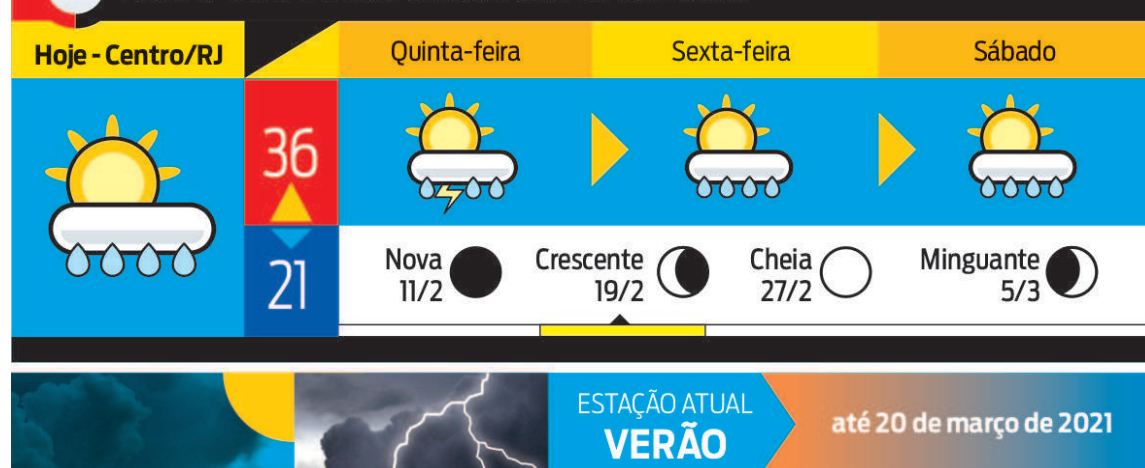 Hoje - Centro/RJ
Quinta-feira
Sexta-feira
Sábado
36
21
Nova
11/2
Crescente
19/2
Cheia
27/2
Minguante
5/3
ESTAÇÃO ATUAL
VERÃO
até 20 de março de 2021